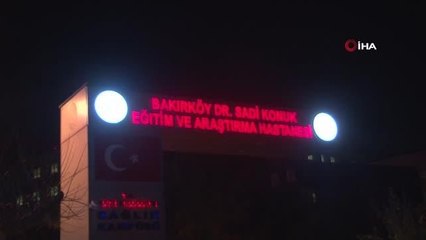 İHA
BAKIRKÖY DR. SADİ KONUK
EĞİTİM VE ARAŞTIRMA HASTANESİ